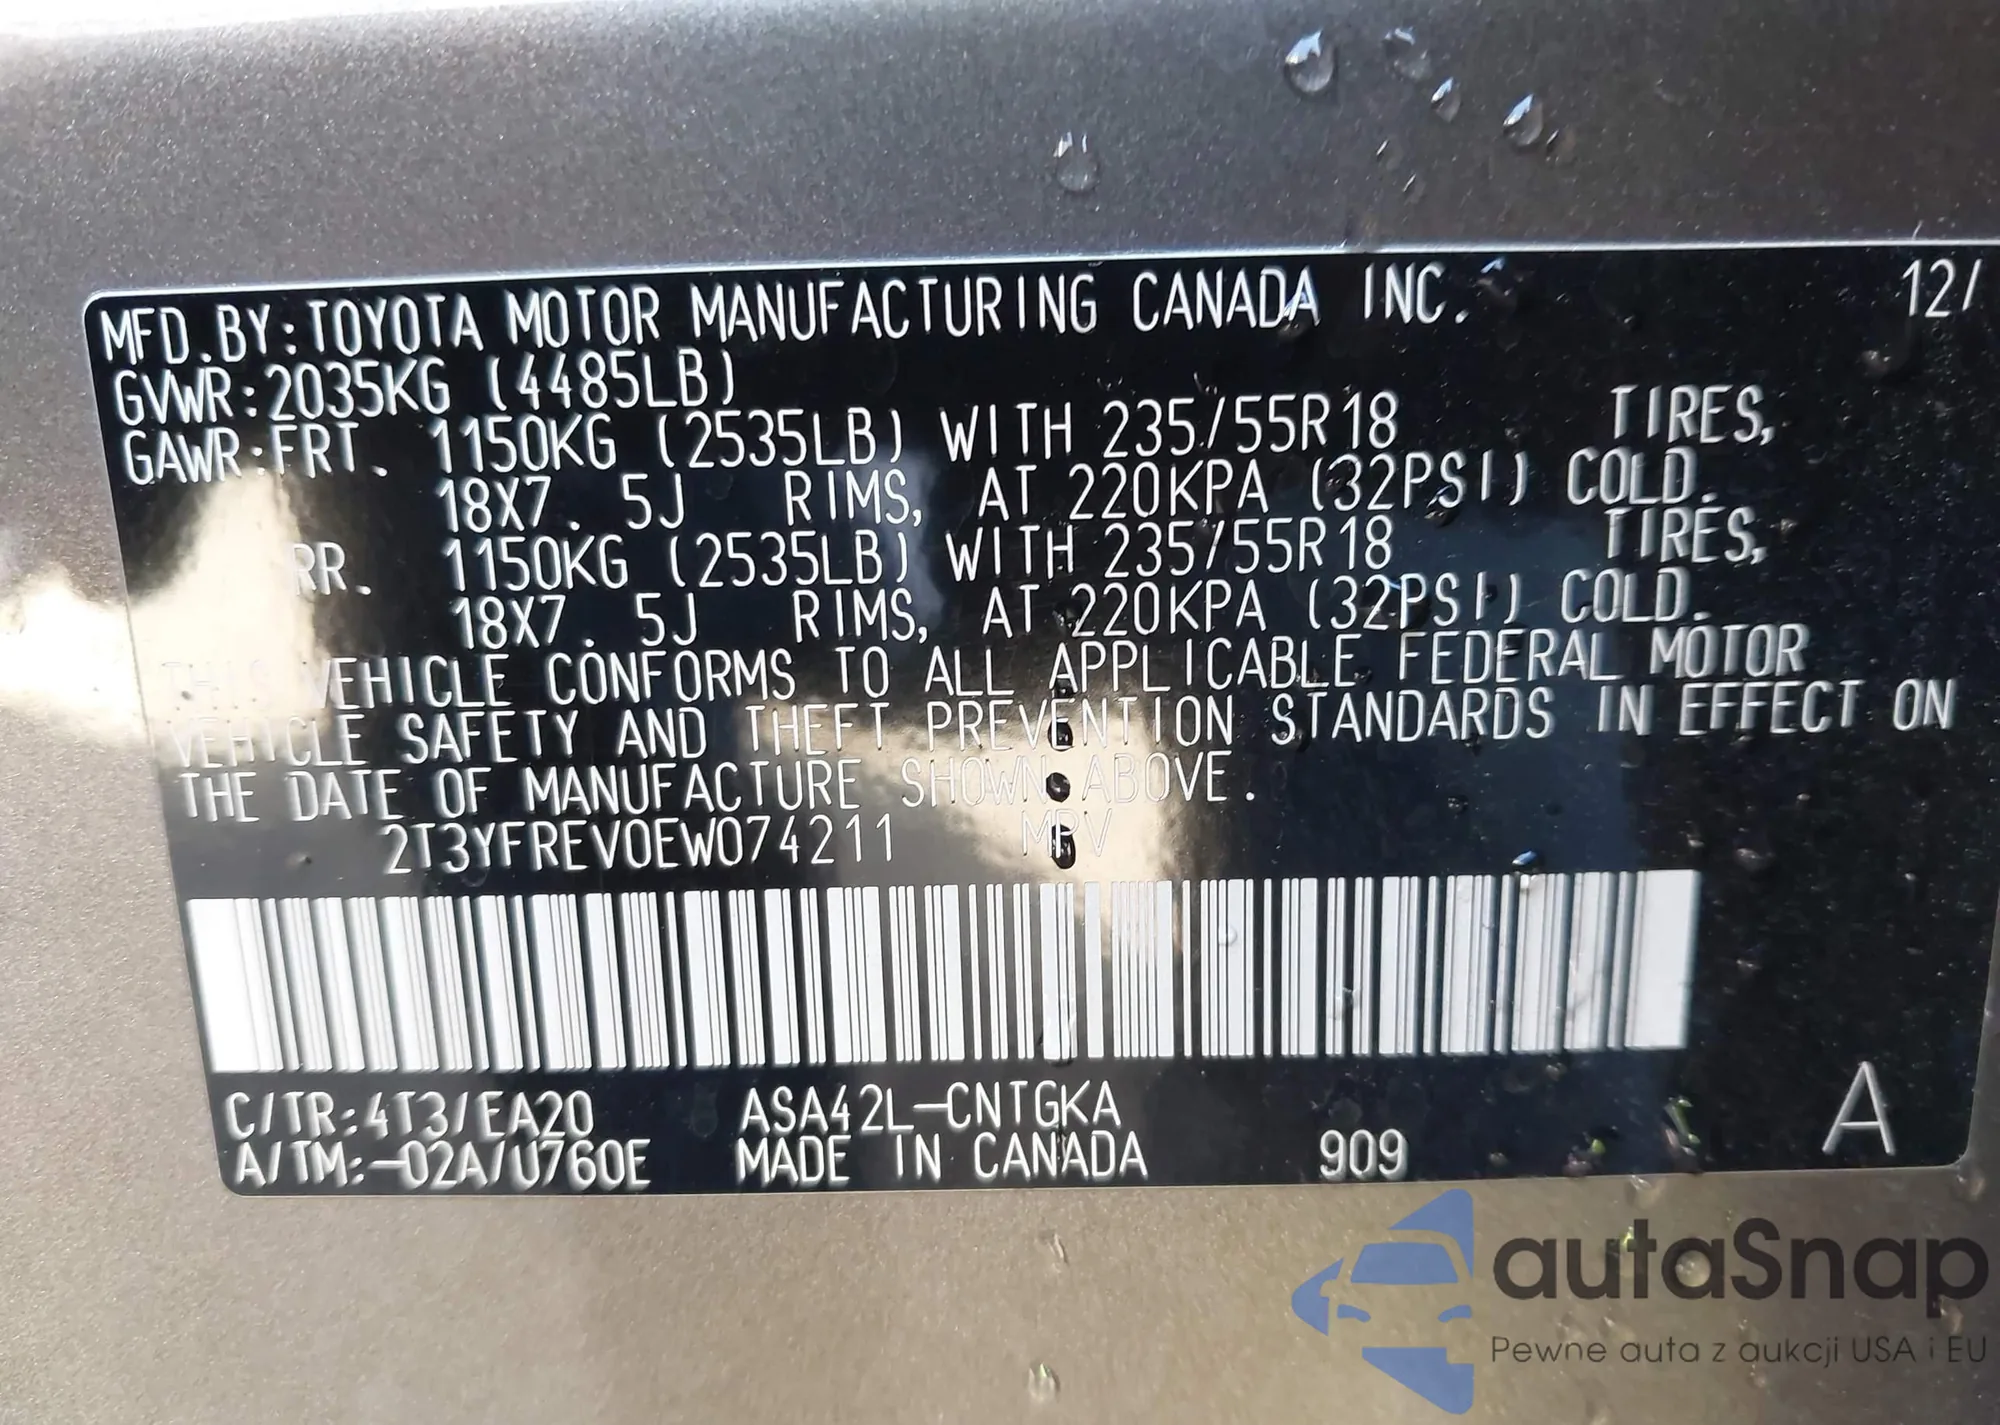 MFD.BY:TOYOTA MOTOR MANUFACTURING CANADA INC. 12/
GVWR:2035KG (4485LB)
GAWR:FRT. 1150KG (2535LB) WITH 235/55R18 TIRES,
18X7.5J RIMS, AT 220KPA (32PSI) COLD.
RR. 1150KG (2535LB) WITH 235/55R18 TIRES,
18X7.5J RIMS, AT 220KPA (32PSI) COLD.
THIS VEHICLE CONFORMS TO ALL APPLICABLE FEDERAL MOTOR
VEHICLE SAFETY AND THEFT PREVENTION STANDARDS IN EFFECT ON
THE DATE OF MANUFACTURE SHOWN ABOVE.
2T3YFREV0EW074211 MPV
C/TR:4T3/EA20 ASA42L-CNTGKA
A/TM:-02A/U760E MADE IN CANADA 909 A
autaSnap
Pewne auta z aukcji USA i EU